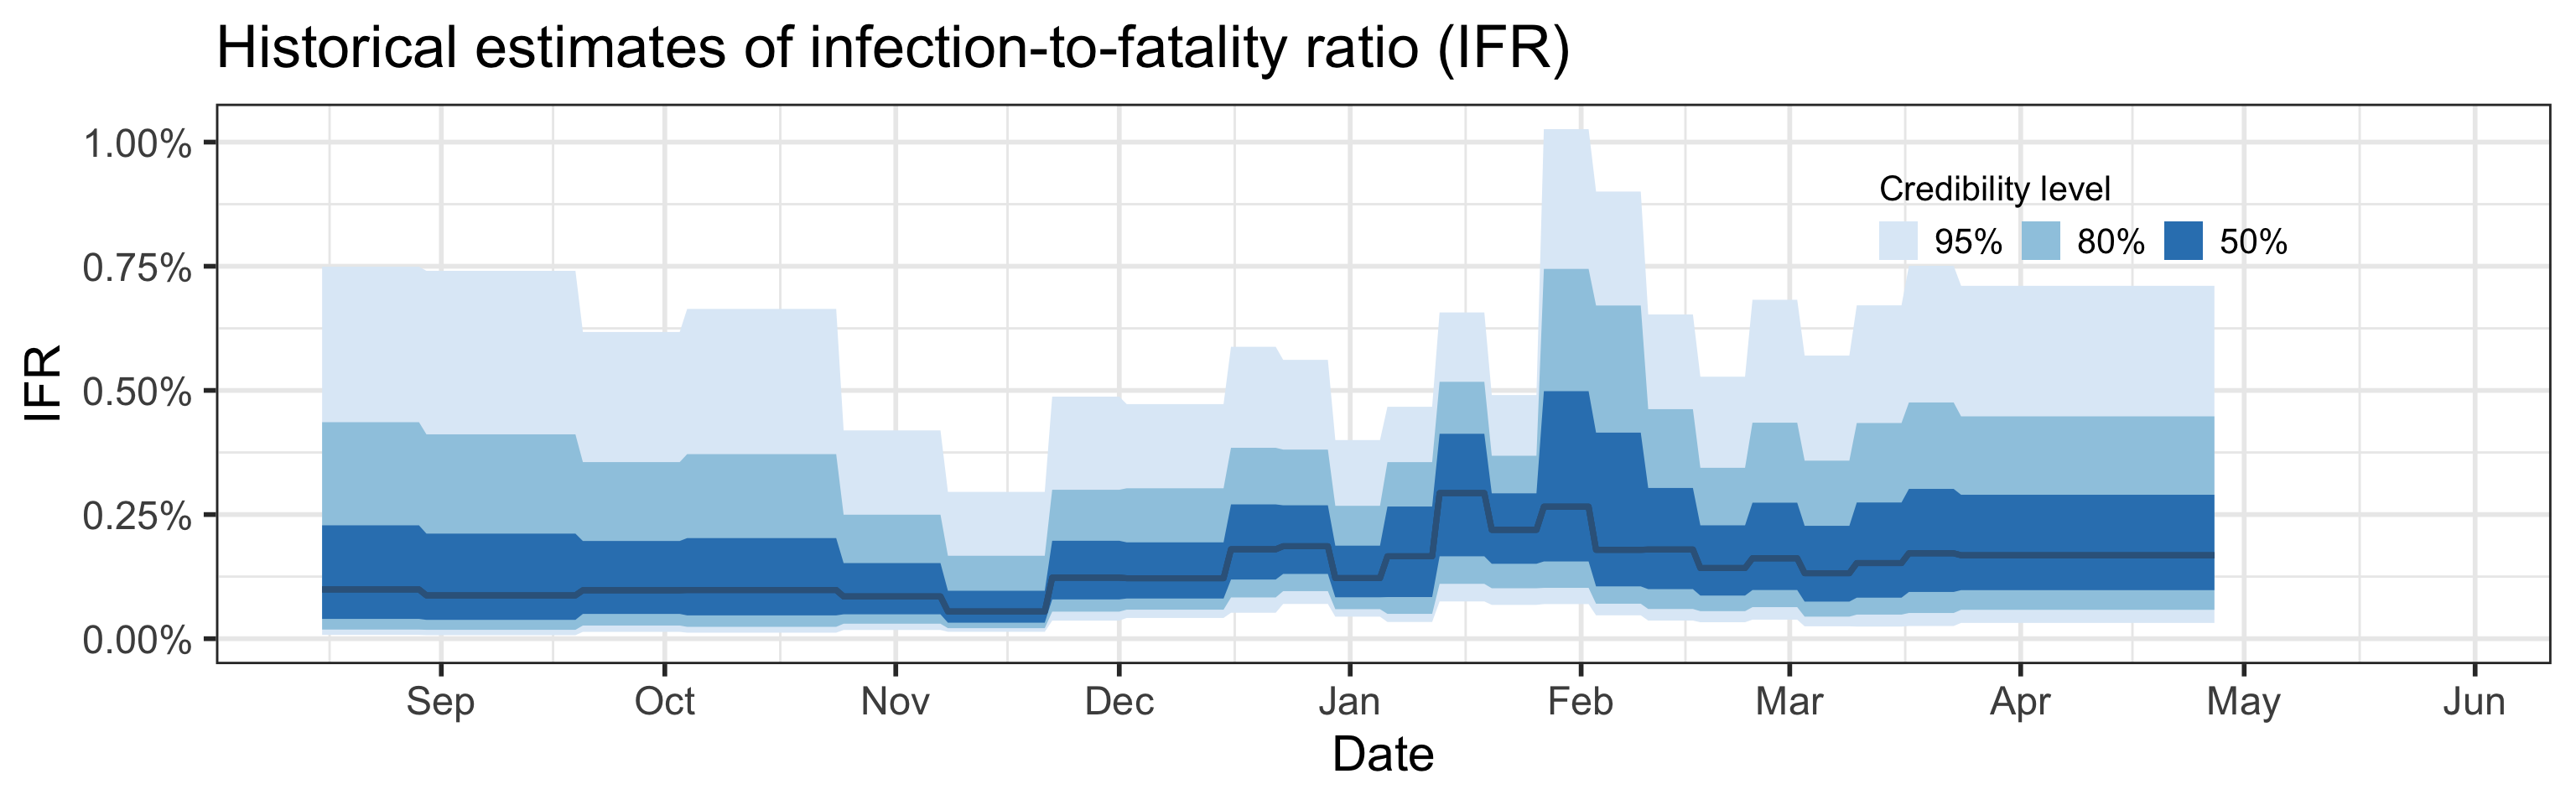 Historical estimates of infection-to-fatality ratio (IFR)
1.00%
0.75%
0.50%
0.25%
0.00%
IFR
Credibility level
95% 80% 50%
Sep Oct Nov Dec Jan Feb Mar Apr May Jun
Date